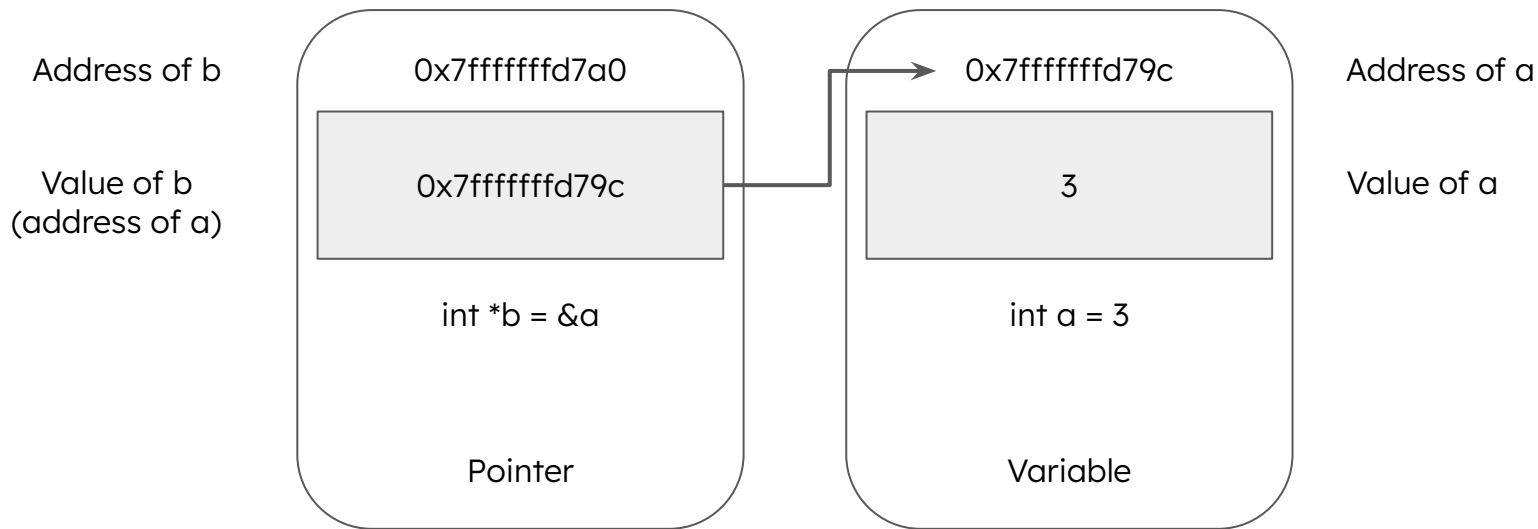 Address of b
0x7fffffffd7a0
0x7fffffffd79c
Address of a
Value of b
(address of a)
0x7fffffffd79c
3
Value of a
int *b = &a
int a = 3
Pointer
Variable